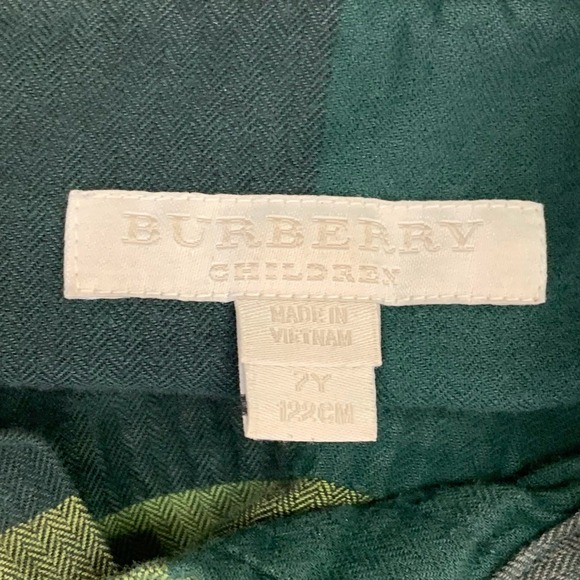 BURBERRY
CHILDREN
MADE IN
VIETNAM
7Y
122CM